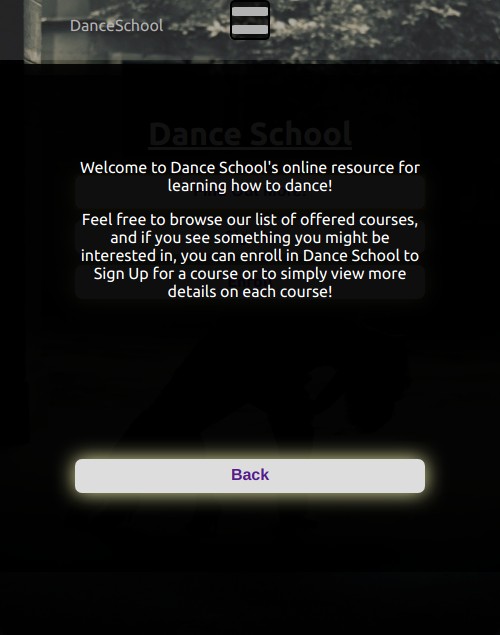 DanceSchool
Dance School
Welcome to Dance School's online resource for
learning how to dance!
Feel free to browse our list of offered courses,
and if you see something you might be
interested in, you can enroll in Dance School to
Sign Up for a course or to simply view more
details on each course!
Back